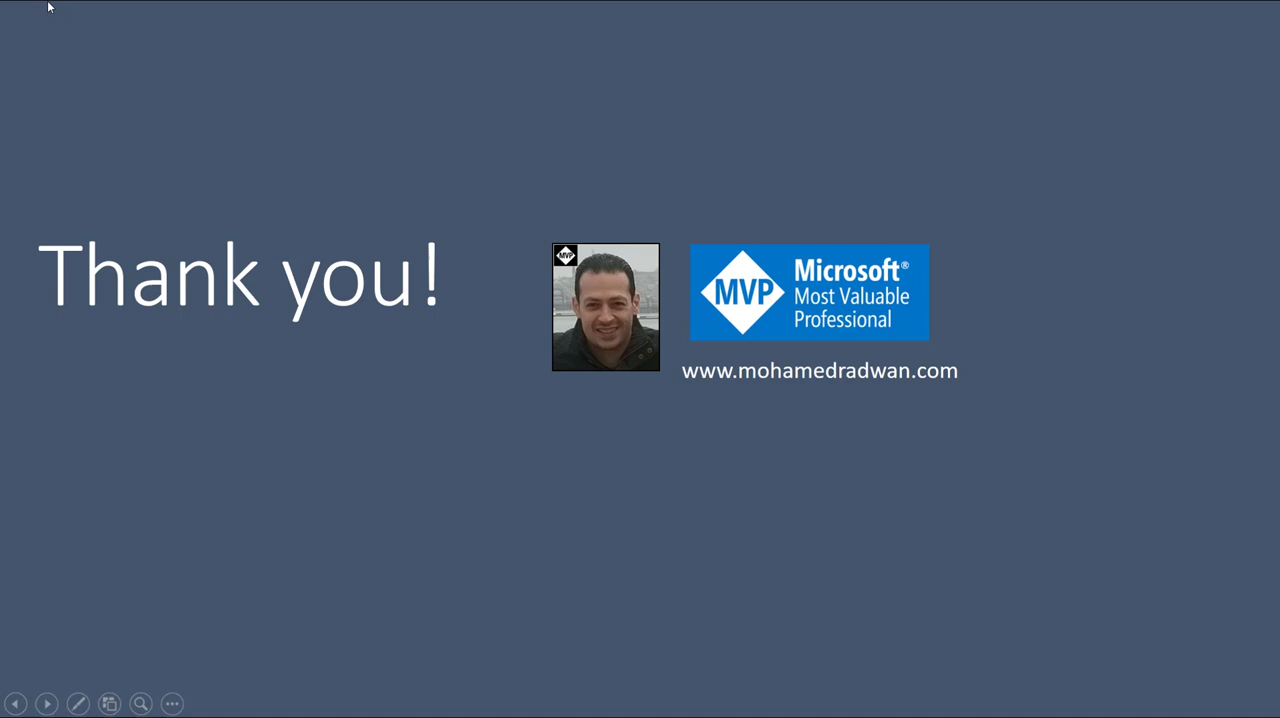 Thank you!
MVP
MVP
Microsoft®
Most Valuable
Professional
www.mohamedradwan.com